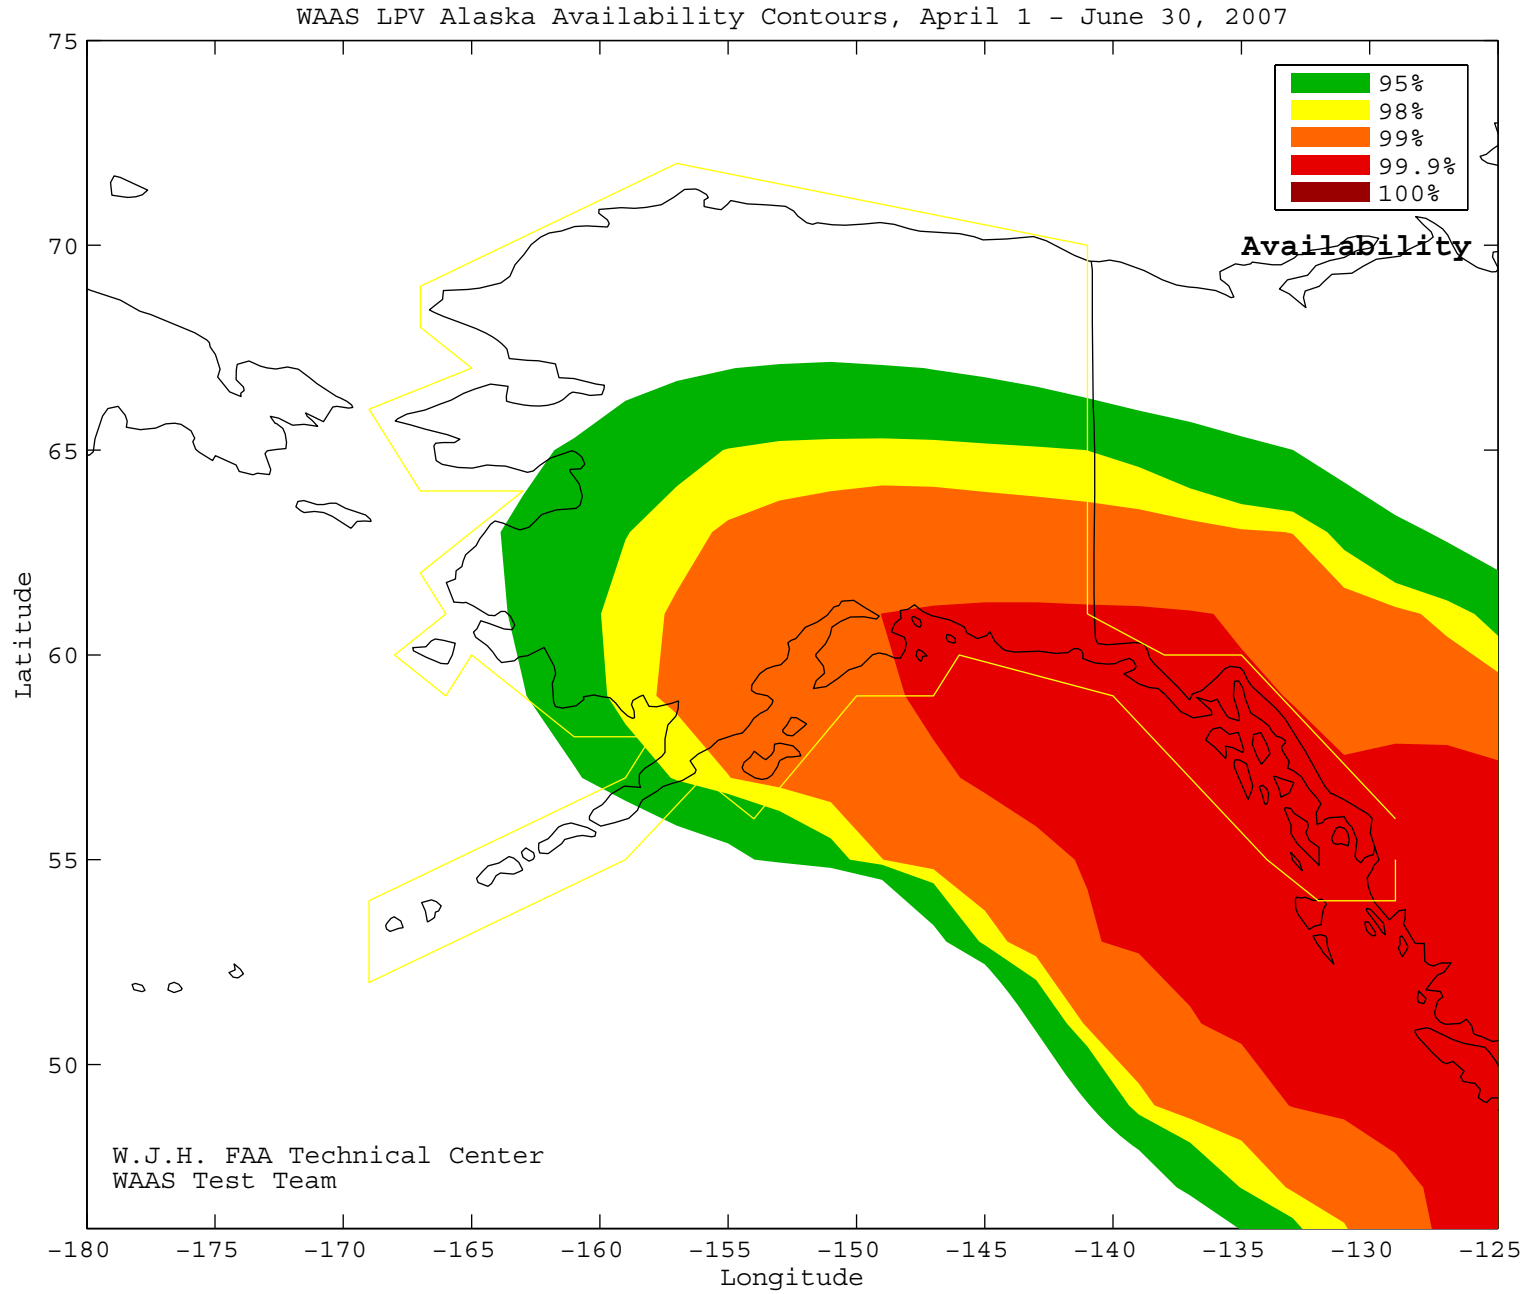 WAAS LPV Alaska Availability Contours, April 1 - June 30, 2007
75
70
65
60
55
50
Latitude
95%
98%
99%
99.9%
100%
Availability
W.J.H. FAA Technical Center
WAAS Test Team
-180 -175 -170 -165 -160 -155 -150 -145 -140 -135 -130 -125
Longitude